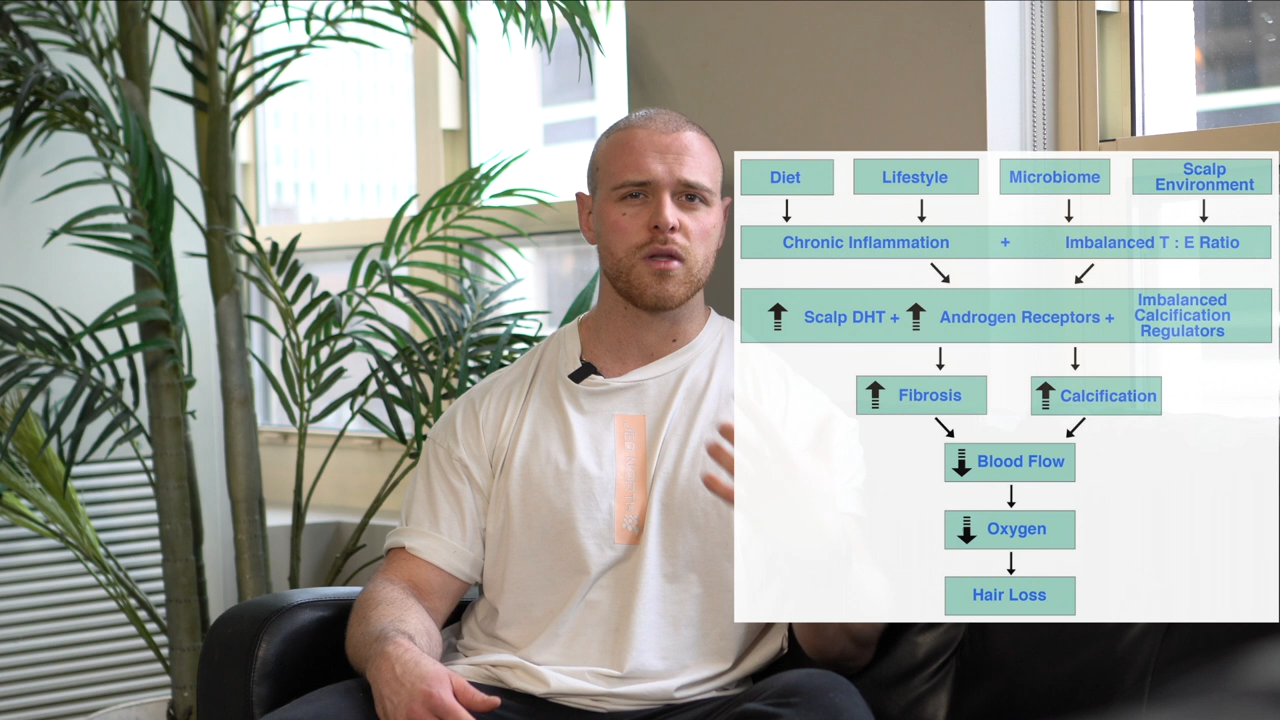 Diet
Lifestyle
Microbiome
Scalp
Environment
Chronic Inflammation + Imbalanced T : E Ratio
Scalp DHT + Androgen Receptors +
Imbalanced
Calcification
Regulators
Fibrosis
Calcification
Blood Flow
Oxygen
Hair Loss